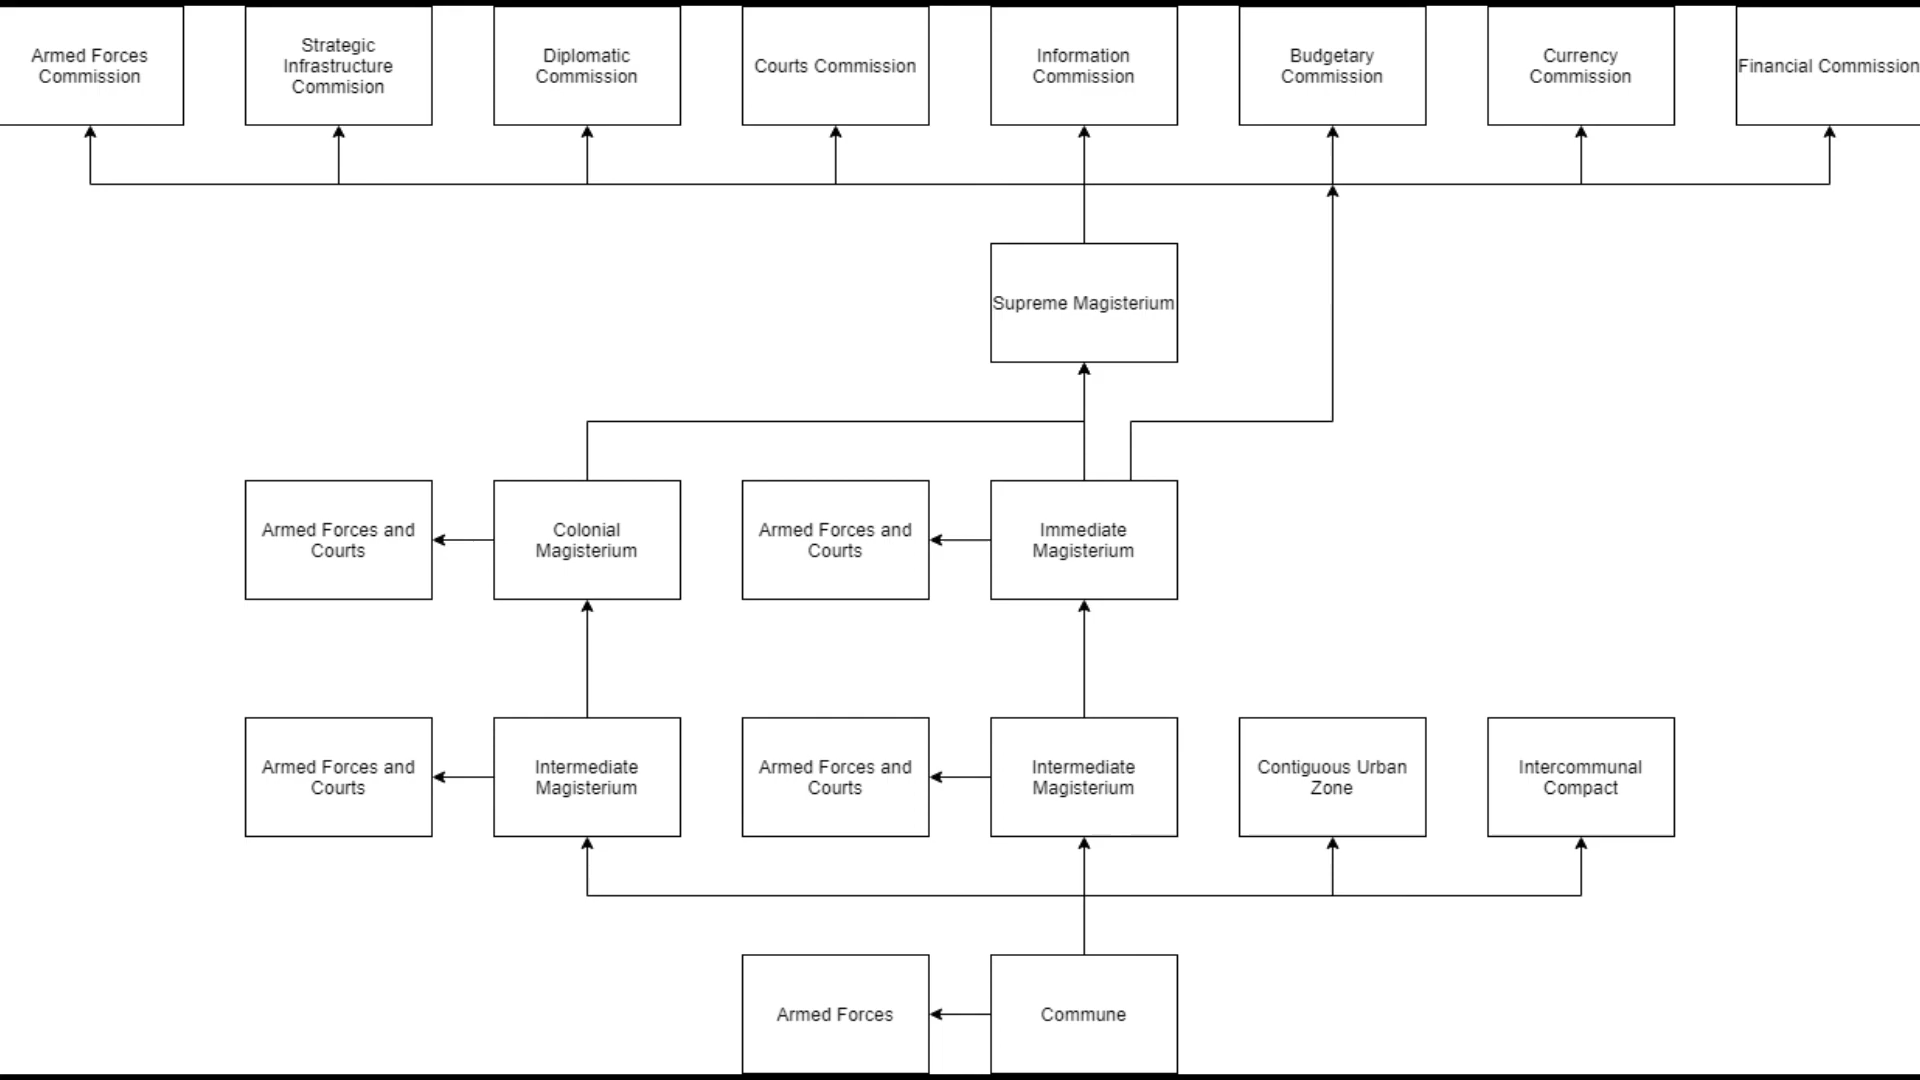 Armed Forces
Commission
Strategic
Infrastructure
Commision
Diplomatic
Commission
Courts Commission
Information
Commission
Budgetary
Commission
Currency
Commission
Financial Commission
Supreme Magisterium
Armed Forces and
Courts
Colonial
Magisterium
Armed Forces and
Courts
Immediate
Magisterium
Armed Forces and
Courts
Intermediate
Magisterium
Armed Forces and
Courts
Intermediate
Magisterium
Contiguous Urban
Zone
Intercommunal
Compact
Armed Forces
Commune